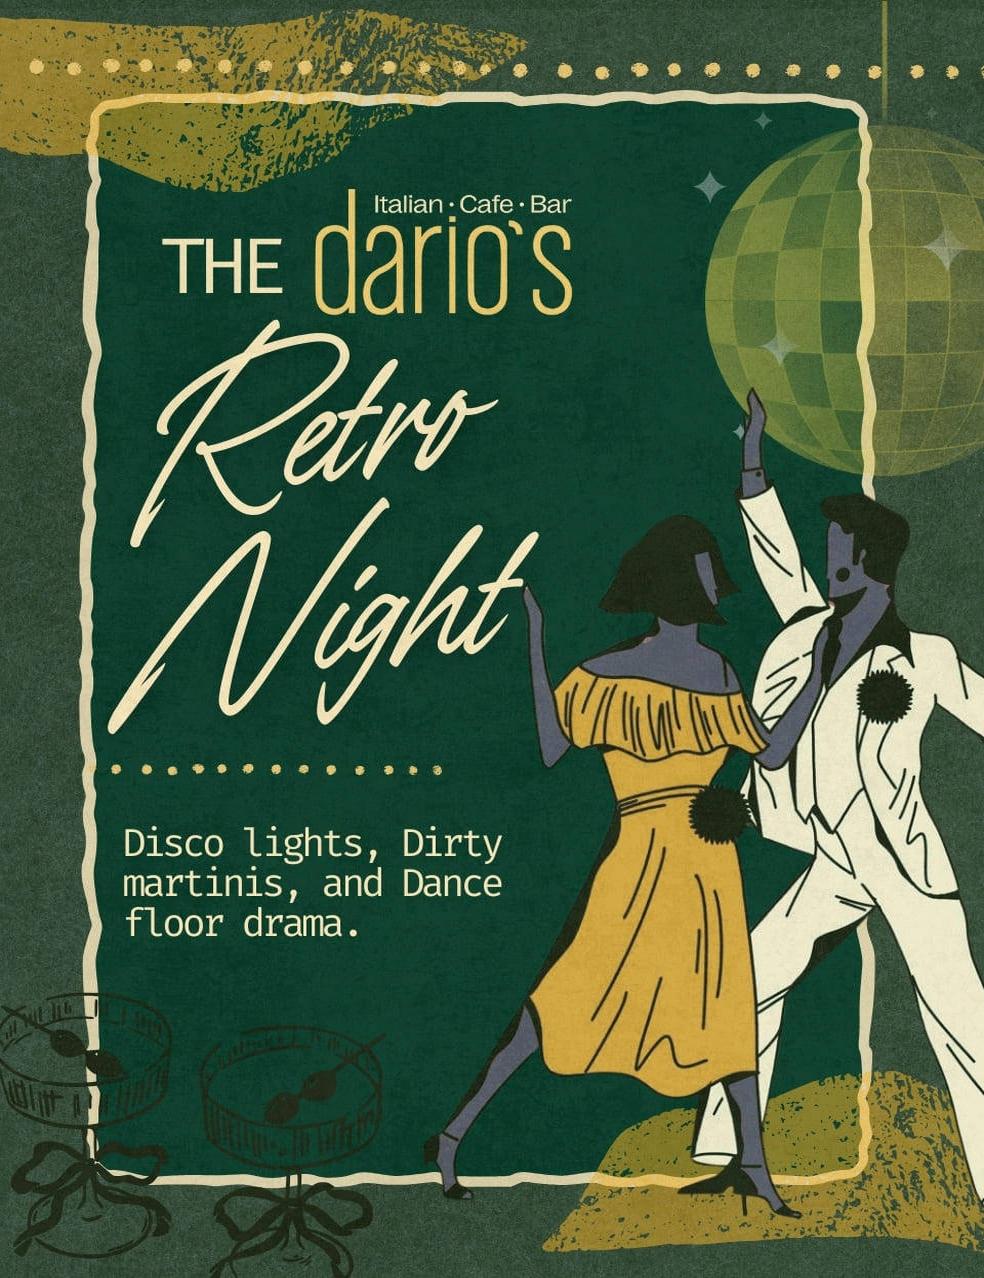 Italian · Cafe · Bar
THE dario`s
Retro
Night
Disco lights, Dirty
martinis, and Dance
floor drama.